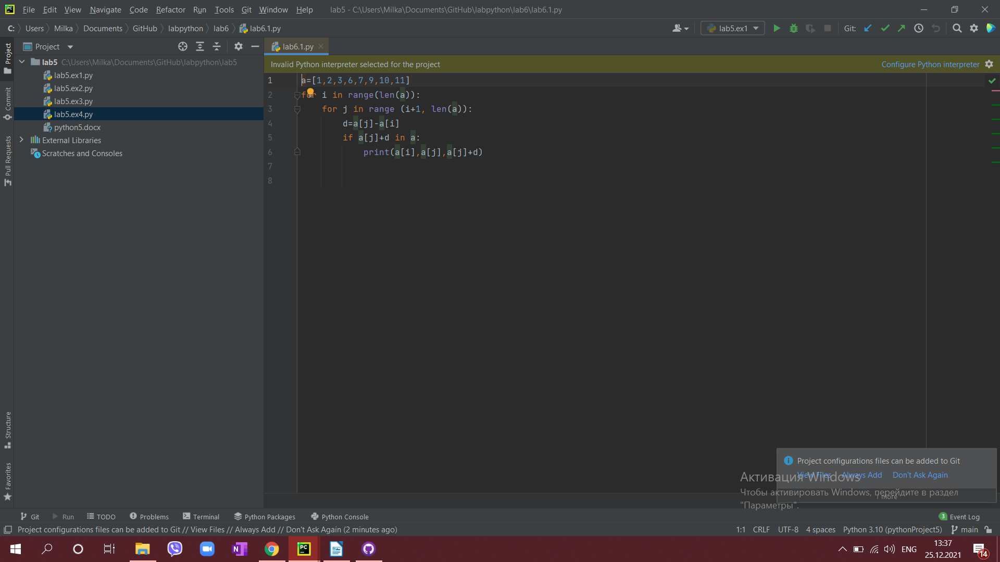 File Edit View Navigate Code Refactor Run Tools Git Window Help lab5 - C:\Users\Milka\Documents\GitHub\labpython\lab6\lab6.1.py
C: Users Milka Documents GitHub labpython lab6 lab6.1.py lab5.ex1 Git:
Project lab6.1.py
Invalid Python interpreter selected for the project Configure Python interpreter
lab5 C:\Users\Milka\Documents\GitHub\labpython\lab5
lab5.ex1.py
lab5.ex2.py
lab5.ex3.py
lab5.ex4.py
python5.docx
External Libraries
Scratches and Consoles
Project
Commit
Pull Requests
Structure
Favorites
1 a=[1,2,3,6,7,9,10,11]
2 for i in range(len(a)):
3 for j in range (i+1, len(a)):
4 d=a[j]-a[i]
5 if a[j]+d in a:
6 print(a[i],a[j],a[j]+d)
7
8
Project configurations files can be added to Git
View Files Always Add Don't Ask Again
1 more
Активация Windows
Чтобы активировать Windows, перейдите в раздел
"Параметры".
Git Run TODO Problems Terminal Python Packages Python Console 3 Event Log
Project configurations files can be added to Git // View Files // Always Add // Don't Ask Again (2 minutes ago) 1:1 CRLF UTF-8 4 spaces Python 3.10 (pythonProject5) main
ENG 13:37
25.12.2021
14